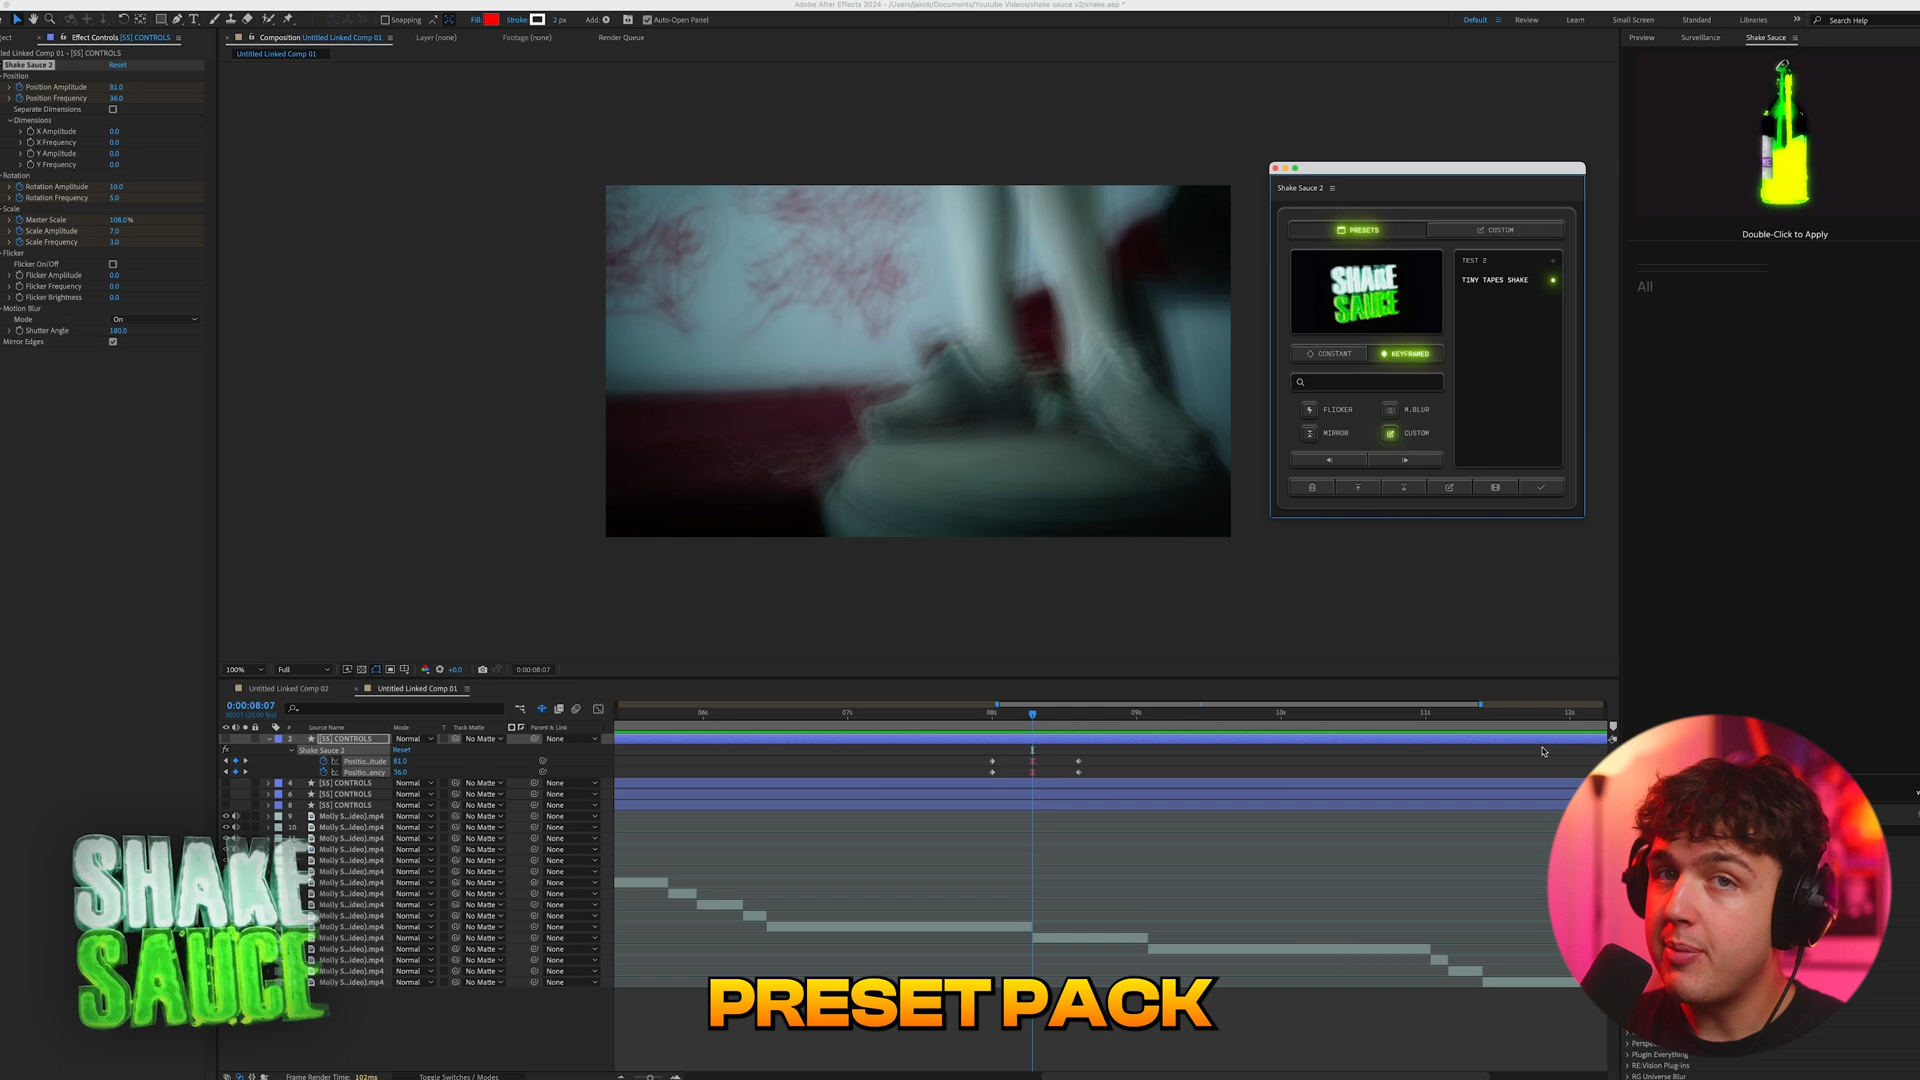 Adobe After Effects 2024 - /Users/jakob/Documents/Youtube Videos/shake sauce v2/shake.aep *
Snapping
Fill:
Stroke:
2 px
Add:
Auto-Open Panel
Default
Review
Learn
Small Screen
Standard
Libraries
Search Help
Effect Controls [SS] CONTROLS
Composition Untitled Linked Comp 01
Layer (none)
Footage (none)
Render Queue
Preview
Surveillance
Shake Sauce
Untitled Linked Comp 01
Shake Sauce 2
Reset
Position
Position Amplitude 81.0
Position Frequency 36.0
Separate Dimensions
Dimensions
X Amplitude 0.0
X Frequency 0.0
Y Amplitude 0.0
Y Frequency 0.0
Rotation
Rotation Amplitude 10.0
Rotation Frequency 5.0
Scale
Master Scale 108.0%
Scale Amplitude 7.0
Scale Frequency 3.0
Flicker
Flicker On/Off
Flicker Amplitude 0.0
Flicker Frequency 0.0
Flicker Brightness 0.0
Motion Blur
Mode On
Shutter Angle 180.0
Mirror Edges
Shake Sauce 2
PRESETS
CUSTOM
SHAKE
SAUCE
TEST 2
TINY TAPES SHAKE
CONSTANT
KEYFRAMED
FLICKER
M.BLUR
MIRROR
CUSTOM
Double-Click to Apply
All
100%
Full
+0.0
0:00:08:07
Untitled Linked Comp 02
Untitled Linked Comp 01
0:00:08:07
06s
07s
08s
09s
10s
11s
12s
# Source Name Mode T Track Matte Parent & Link
2 [SS] CONTROLS Normal No Matte None
Shake Sauce 2 Reset
Positio...itude 81.0
Positio...ency 36.0
4 [SS] CONTROLS Normal No Matte None
6 [SS] CONTROLS Normal No Matte None
8 [SS] CONTROLS Normal No Matte None
9 Molly S...ideo).mp4 Normal No Matte None
10 Molly S...ideo).mp4 Normal No Matte None
Molly S...ideo).mp4 Normal No Matte None
Molly S...ideo).mp4 Normal No Matte None
Molly S...ideo).mp4 Normal No Matte None
Molly S...ideo).mp4 Normal No Matte None
Molly S...ideo).mp4 Normal No Matte None
Molly S...ideo).mp4 Normal No Matte None
Molly S...ideo).mp4 Normal No Matte None
Molly S...ideo).mp4 Normal No Matte None
Molly S...ideo).mp4 Normal No Matte None
Molly S...ideo).mp4 Normal No Matte None
Molly S...ideo).mp4 Normal No Matte None
Molly S...ideo).mp4 Normal No Matte None
Molly S...ideo).mp4 Normal No Matte None
Molly S...ideo).mp4 Normal No Matte None
SHAKE
SAUCE
PRESET PACK
Plugin Everything
RE:Vision Plug-ins
RG Universe Blur
Frame Render Time: 102ms
Toggle Switches / Modes